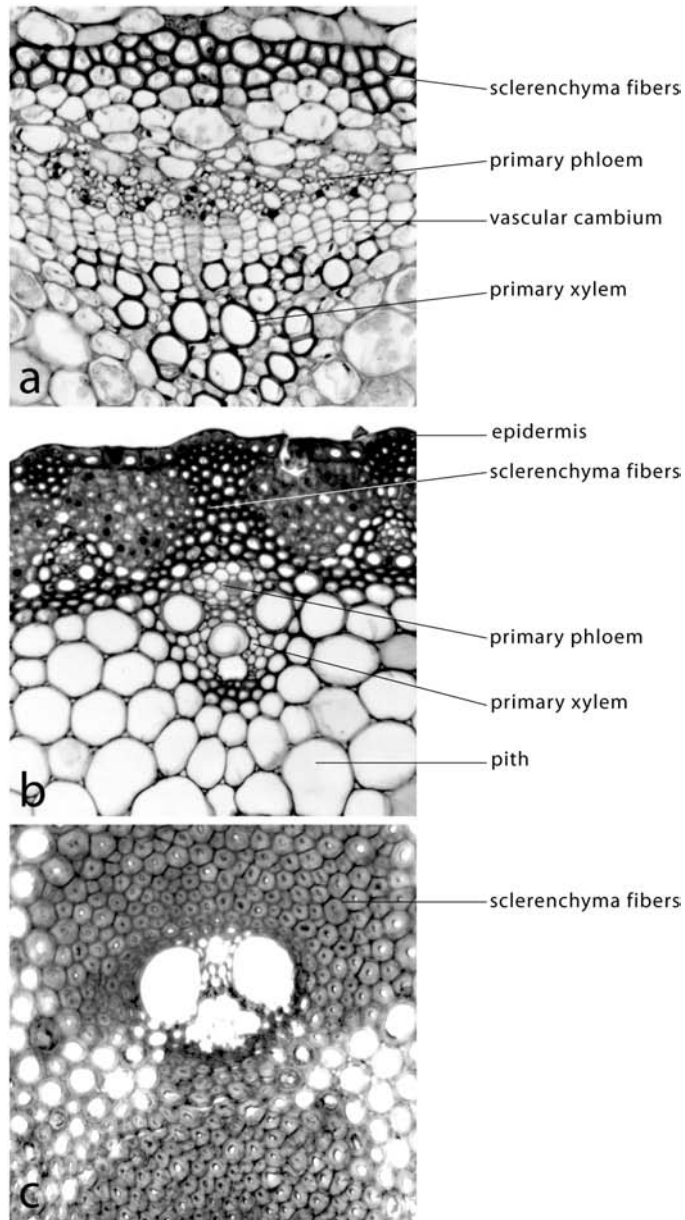 sclerenchyma fibers
primary phloem
vascular cambium
primary xylem
a
epidermis
sclerenchyma fibers
primary phloem
primary xylem
pith
b
sclerenchyma fibers
c